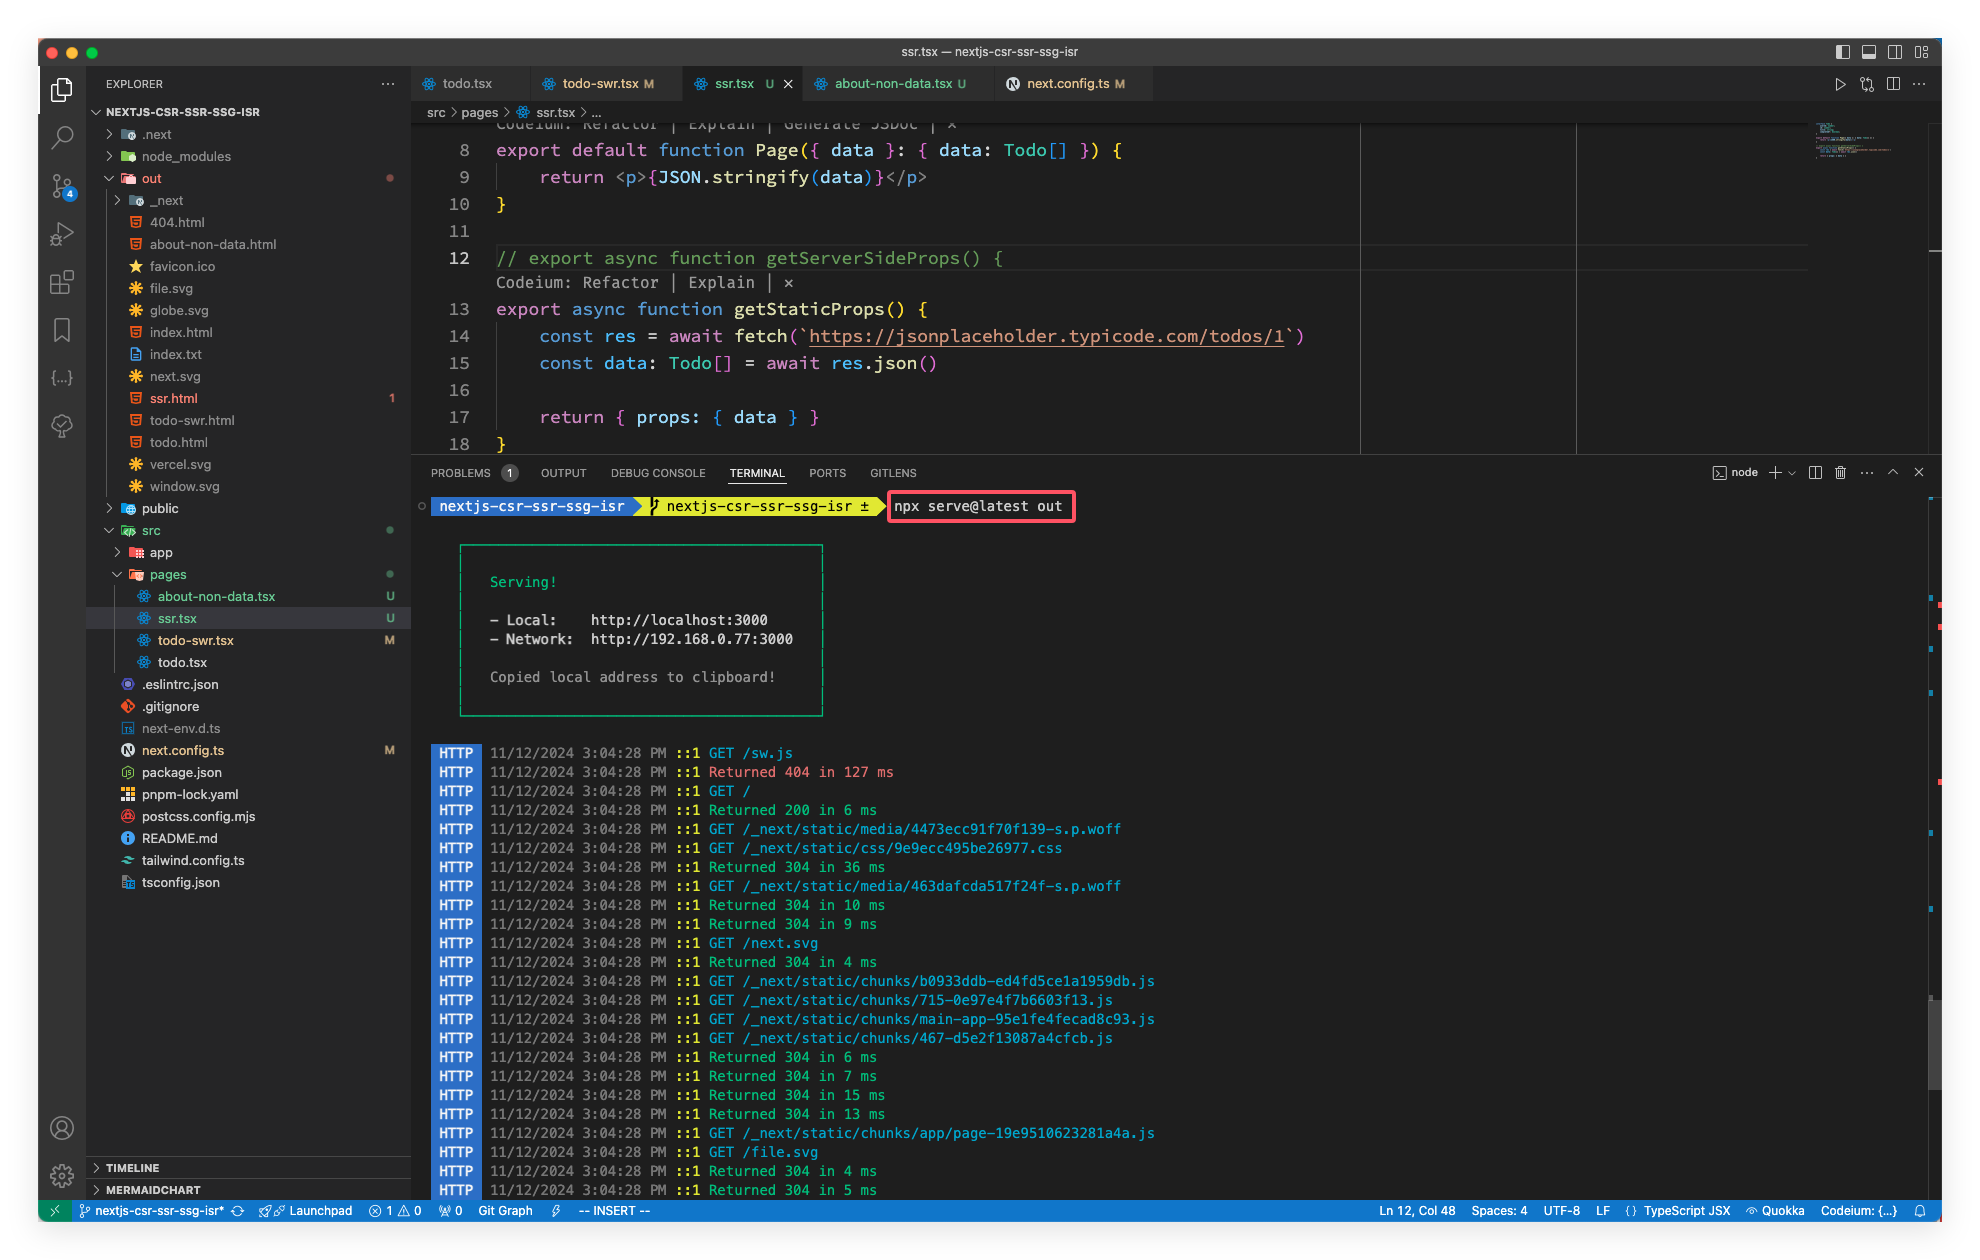 ssr.tsx — nextjs-csr-ssr-ssg-isr
EXPLORER
NEXTJS-CSR-SSR-SSG-ISR
.next
node_modules
out
_next
404.html
about-non-data.html
favicon.ico
file.svg
globe.svg
index.html
index.txt
next.svg
ssr.html 1
todo-swr.html
todo.html
vercel.svg
window.svg
public
src
app
pages
about-non-data.tsx U
ssr.tsx U
todo-swr.tsx M
todo.tsx
.eslintrc.json
.gitignore
next-env.d.ts
next.config.ts M
package.json
pnpm-lock.yaml
postcss.config.mjs
README.md
tailwind.config.ts
tsconfig.json
TIMELINE
MERMAIDCHART
4
todo.tsx todo-swr.tsx M ssr.tsx U about-non-data.tsx U next.config.ts M
src > pages > ssr.tsx > ...
Codeium: Refactor | Explain | Generate JSDoc | ×
8 export default function Page({ data }: { data: Todo[] }) {
9 return <p>{JSON.stringify(data)}</p>
10 }
11
12 // export async function getServerSideProps() {
Codeium: Refactor | Explain | ×
13 export async function getStaticProps() {
14 const res = await fetch(`https://jsonplaceholder.typicode.com/todos/1`)
15 const data: Todo[] = await res.json()
16
17 return { props: { data } }
18 }
PROBLEMS 1 OUTPUT DEBUG CONSOLE TERMINAL PORTS GITLENS node
nextjs-csr-ssr-ssg-isr nextjs-csr-ssr-ssg-isr ± npx serve@latest out
Serving!
- Local: http://localhost:3000
- Network: http://192.168.0.77:3000
Copied local address to clipboard!
HTTP 11/12/2024 3:04:28 PM ::1 GET /sw.js
HTTP 11/12/2024 3:04:28 PM ::1 Returned 404 in 127 ms
HTTP 11/12/2024 3:04:28 PM ::1 GET /
HTTP 11/12/2024 3:04:28 PM ::1 Returned 200 in 6 ms
HTTP 11/12/2024 3:04:28 PM ::1 GET /_next/static/media/4473ecc91f70f139-s.p.woff
HTTP 11/12/2024 3:04:28 PM ::1 GET /_next/static/css/9e9ecc495be26977.css
HTTP 11/12/2024 3:04:28 PM ::1 Returned 304 in 36 ms
HTTP 11/12/2024 3:04:28 PM ::1 GET /_next/static/media/463dafcda517f24f-s.p.woff
HTTP 11/12/2024 3:04:28 PM ::1 Returned 304 in 10 ms
HTTP 11/12/2024 3:04:28 PM ::1 Returned 304 in 9 ms
HTTP 11/12/2024 3:04:28 PM ::1 GET /next.svg
HTTP 11/12/2024 3:04:28 PM ::1 Returned 304 in 4 ms
HTTP 11/12/2024 3:04:28 PM ::1 GET /_next/static/chunks/b0933ddb-ed4fd5ce1a1959db.js
HTTP 11/12/2024 3:04:28 PM ::1 GET /_next/static/chunks/715-0e97e4f7b6603f13.js
HTTP 11/12/2024 3:04:28 PM ::1 GET /_next/static/chunks/main-app-95e1fe4fecad8c93.js
HTTP 11/12/2024 3:04:28 PM ::1 GET /_next/static/chunks/467-d5e2f13087a4cfcb.js
HTTP 11/12/2024 3:04:28 PM ::1 Returned 304 in 6 ms
HTTP 11/12/2024 3:04:28 PM ::1 Returned 304 in 7 ms
HTTP 11/12/2024 3:04:28 PM ::1 Returned 304 in 15 ms
HTTP 11/12/2024 3:04:28 PM ::1 Returned 304 in 13 ms
HTTP 11/12/2024 3:04:28 PM ::1 GET /_next/static/chunks/app/page-19e9510623281a4a.js
HTTP 11/12/2024 3:04:28 PM ::1 GET /file.svg
HTTP 11/12/2024 3:04:28 PM ::1 Returned 304 in 4 ms
HTTP 11/12/2024 3:04:28 PM ::1 Returned 304 in 5 ms
nextjs-csr-ssr-ssg-isr* Launchpad 1 0 0 Git Graph -- INSERT -- Ln 12, Col 48 Spaces: 4 UTF-8 LF {} TypeScript JSX Quokka Codeium: {...}